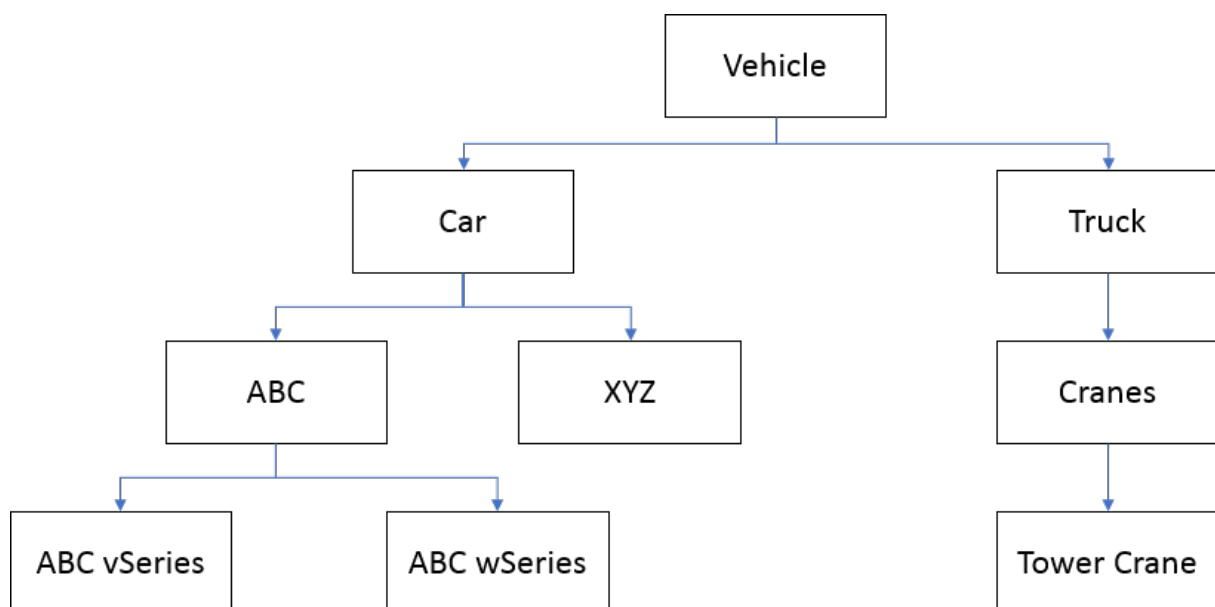 Vehicle
Car
Truck
ABC
XYZ
Cranes
ABC vSeries
ABC wSeries
Tower Crane